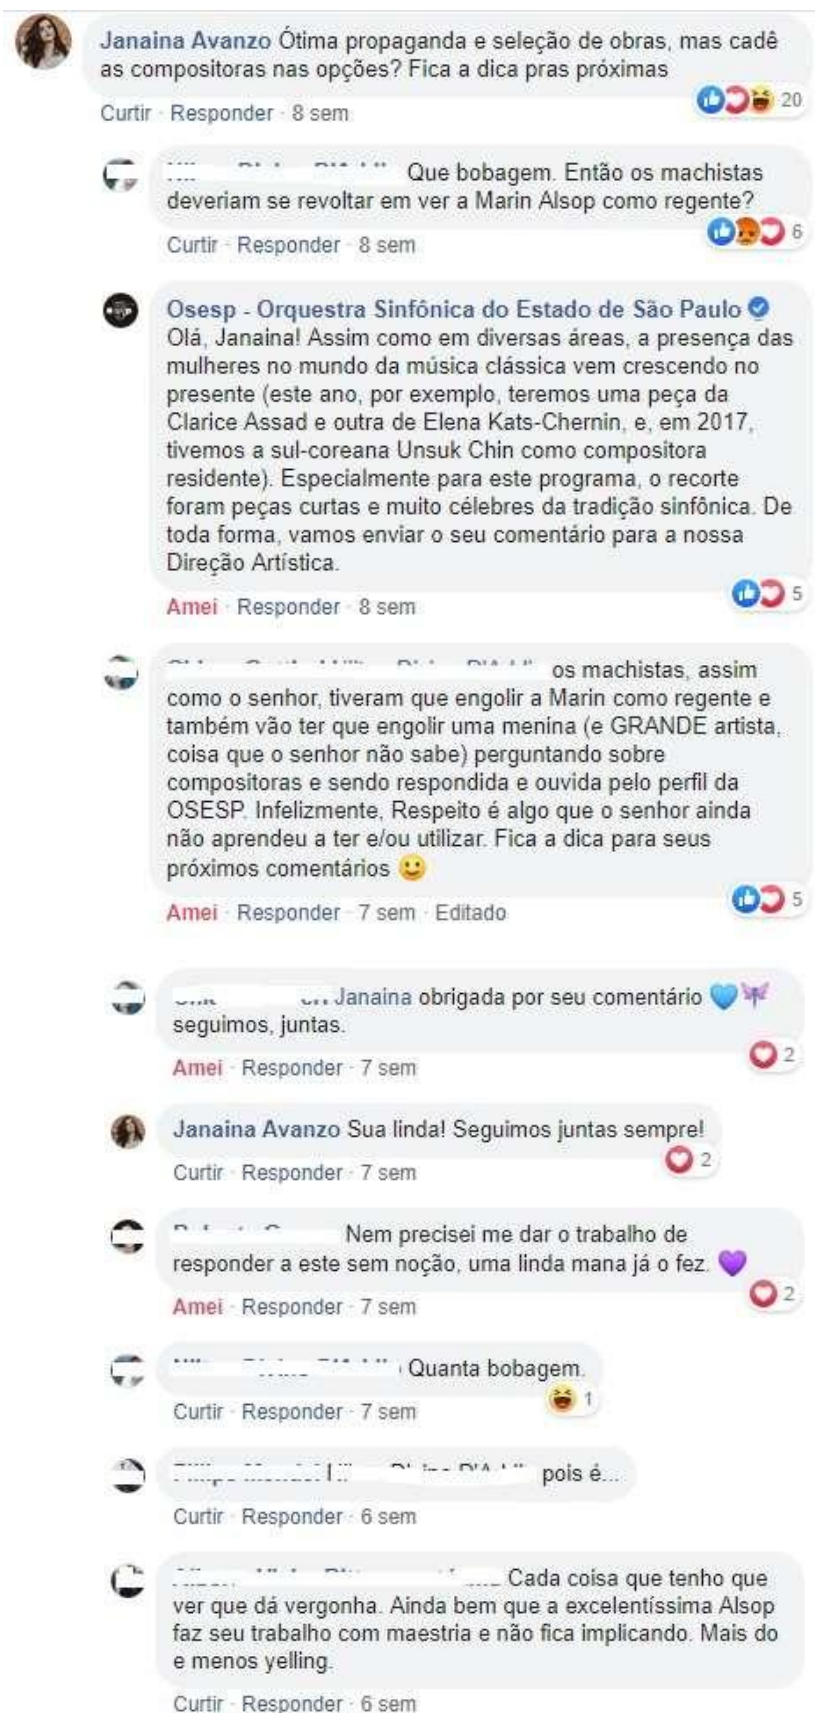 Janaina Avanzo Ótima propaganda e seleção de obras, mas cadê
as compositoras nas opções? Fica a dica pras próximas
20
Curtir · Responder · 8 sem
Que bobagem. Então os machistas
deveriam se revoltar em ver a Marin Alsop como regente?
6
Curtir · Responder · 8 sem
Osesp - Orquestra Sinfônica do Estado de São Paulo
Olá, Janaina! Assim como em diversas áreas, a presença das
mulheres no mundo da música clássica vem crescendo no
presente (este ano, por exemplo, teremos uma peça da
Clarice Assad e outra de Elena Kats-Chernin, e, em 2017,
tivemos a sul-coreana Unsuk Chin como compositora
residente). Especialmente para este programa, o recorte
foram peças curtas e muito célebres da tradição sinfônica. De
toda forma, vamos enviar o seu comentário para a nossa
Direção Artística.
5
Amei · Responder · 8 sem
os machistas, assim
como o senhor, tiveram que engolir a Marin como regente e
também vão ter que engolir uma menina (e GRANDE artista,
coisa que o senhor não sabe) perguntando sobre
compositoras e sendo respondida e ouvida pelo perfil da
OSESP. Infelizmente, Respeito é algo que o senhor ainda
não aprendeu a ter e/ou utilizar. Fica a dica para seus
próximos comentários 🙂
5
Amei · Responder · 7 sem · Editado
Janaina obrigada por seu comentário 💙
seguimos, juntas.
2
Amei · Responder · 7 sem
Janaina Avanzo Sua linda! Seguimos juntas sempre!
2
Curtir · Responder · 7 sem
Nem precisei me dar o trabalho de
responder a este sem noção, uma linda mana já o fez. 💜
2
Amei · Responder · 7 sem
Quanta bobagem.
1
Curtir · Responder · 7 sem
pois é...
Curtir · Responder · 6 sem
Cada coisa que tenho que
ver que dá vergonha. Ainda bem que a excelentíssima Alsop
faz seu trabalho com maestria e não fica implicando. Mais do
e menos yelling.
Curtir · Responder · 6 sem